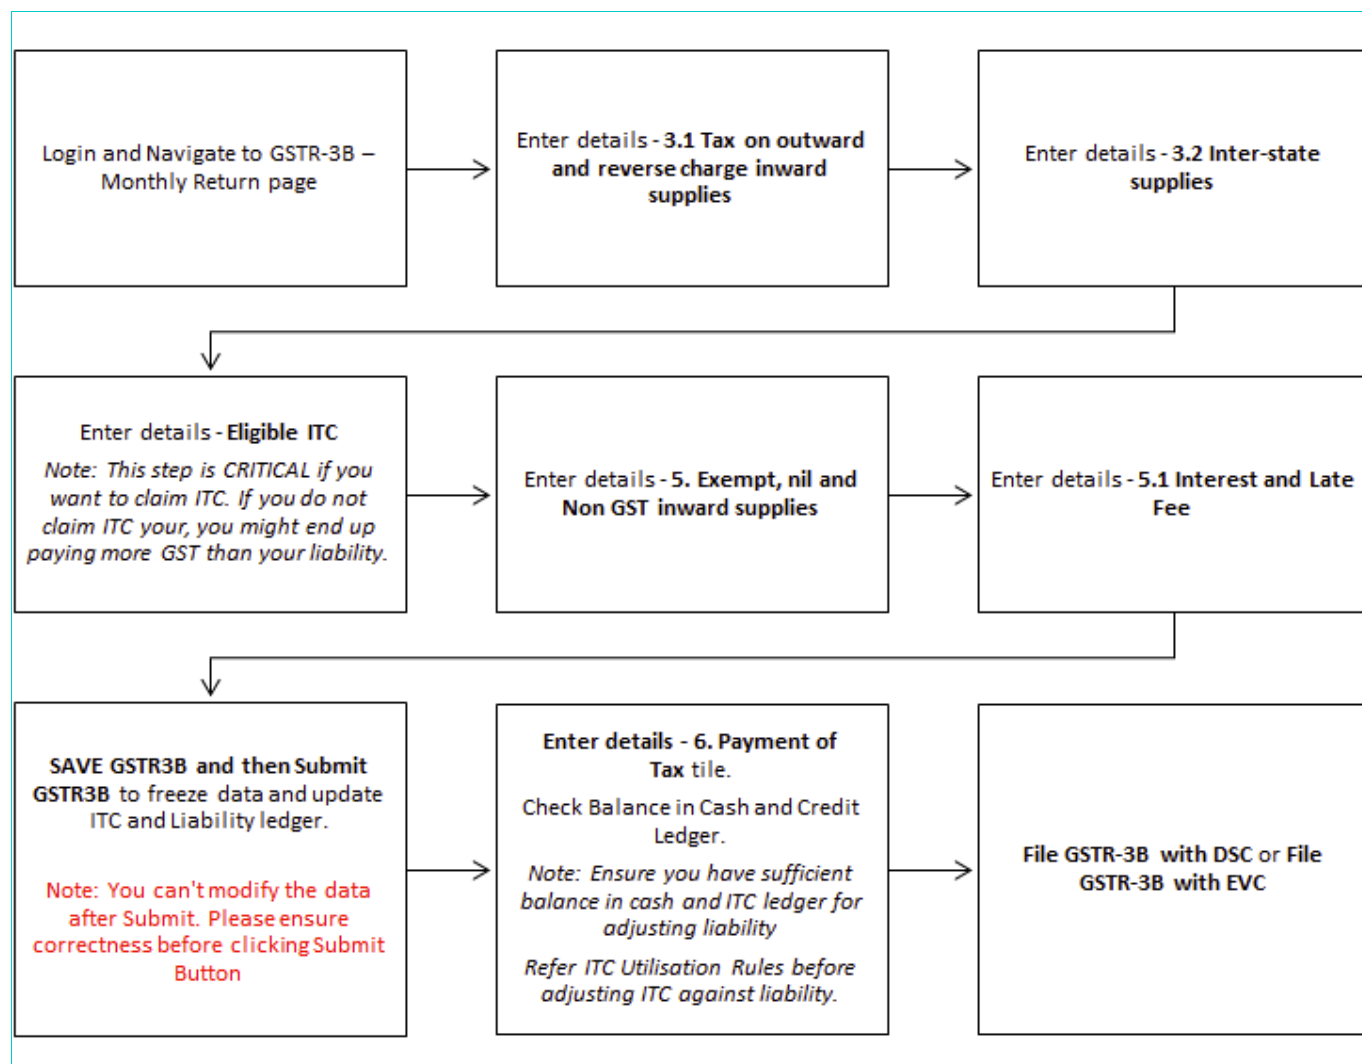 Login and Navigate to GSTR-3B –
Monthly Return page
Enter details - 3.1 Tax on outward
and reverse charge inward
supplies
Enter details - 3.2 Inter-state
supplies
Enter details - Eligible ITC
Note: This step is CRITICAL if you
want to claim ITC. If you do not
claim ITC your, you might end up
paying more GST than your liability.
Enter details - 5. Exempt, nil and
Non GST inward supplies
Enter details - 5.1 Interest and Late
Fee
SAVE GSTR3B and then Submit
GSTR3B to freeze data and update
ITC and Liability ledger.
Note: You can't modify the data
after Submit. Please ensure
correctness before clicking Submit
Button
Enter details - 6. Payment of
Tax tile.
Check Balance in Cash and Credit
Ledger.
Note: Ensure you have sufficient
balance in cash and ITC ledger for
adjusting liability
Refer ITC Utilisation Rules before
adjusting ITC against liability.
File GSTR-3B with DSC or File
GSTR-3B with EVC